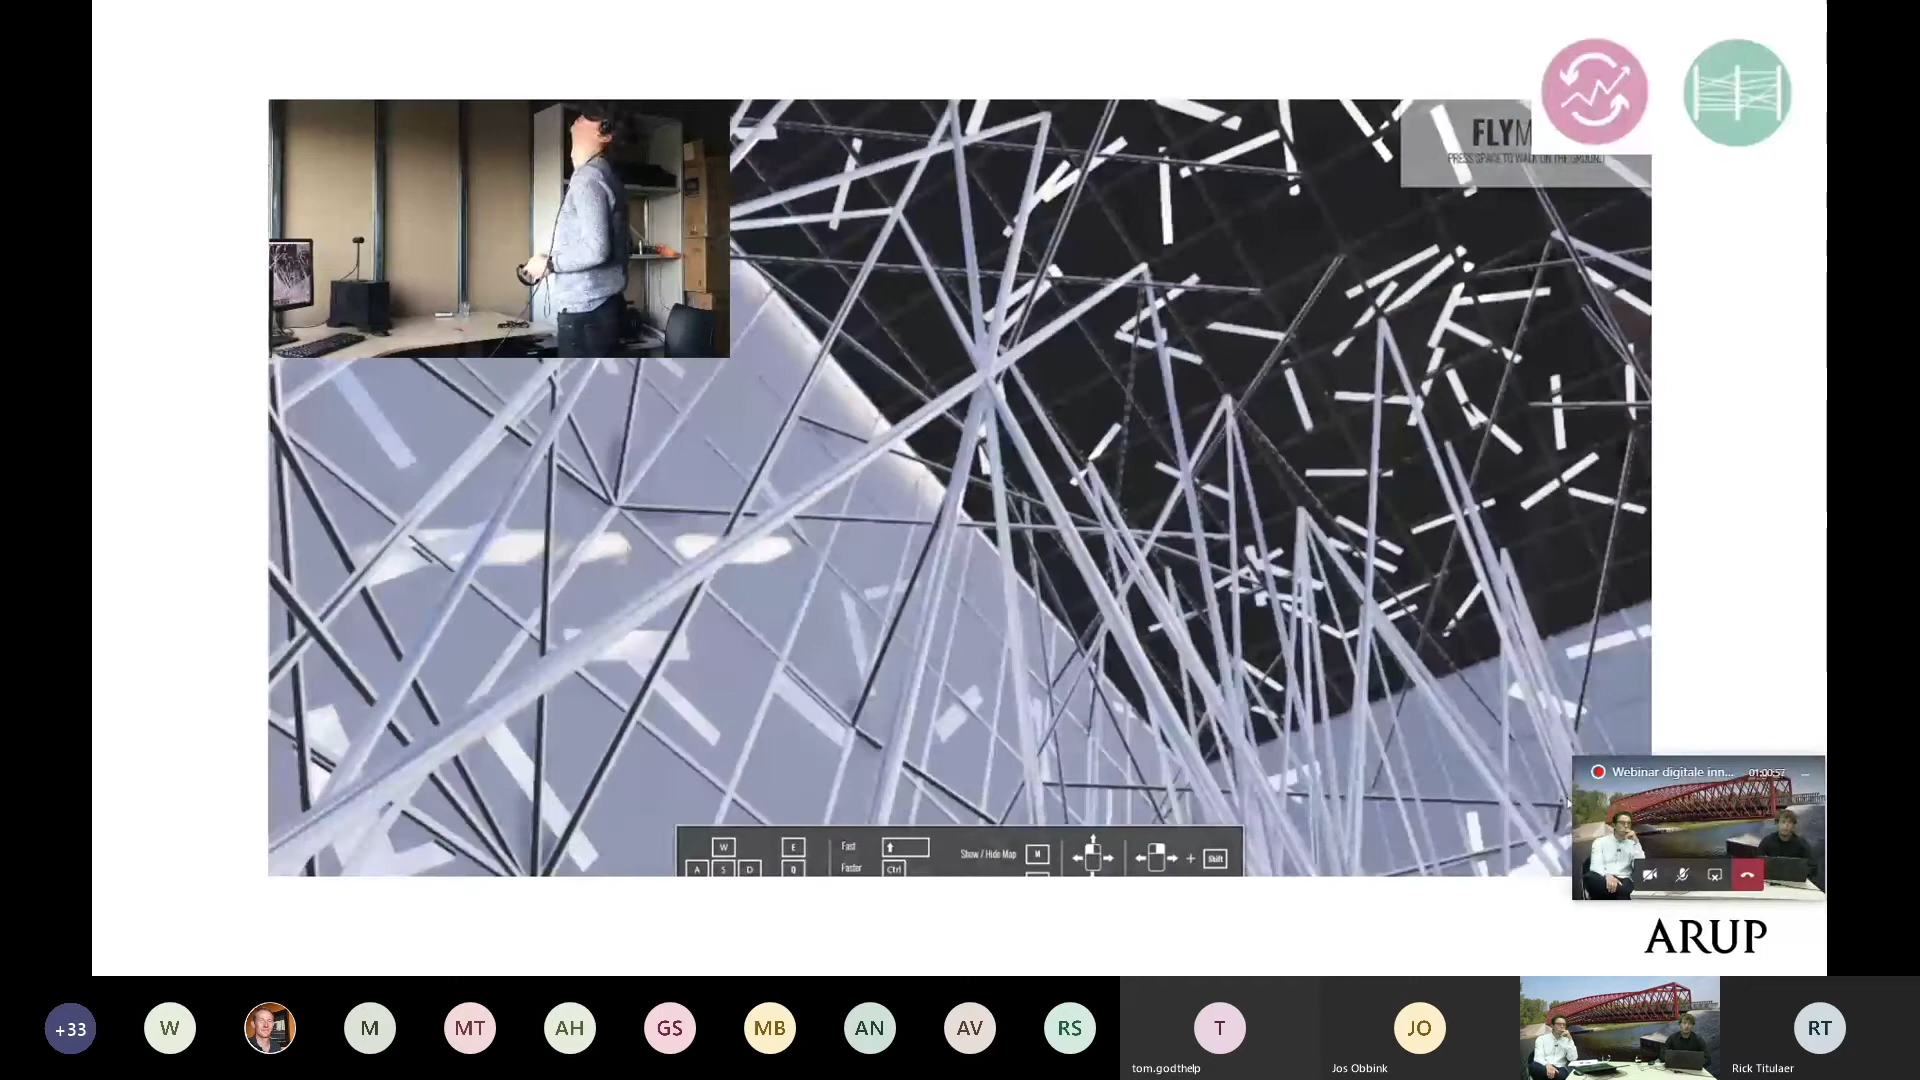 FLYM
PRESS SPACE TO WALK ON THE GROUND
W
E
A
S
D
Q
Fast
Faster
Ctrl
Show / Hide Map
M
+
Shift
Webinar digitale inn...
01:00:57
ARUP
+33
W
M
MT
AH
GS
MB
AN
AV
RS
T
tom.godthelp
JO
Jos Obbink
RT
Rick Titulaer